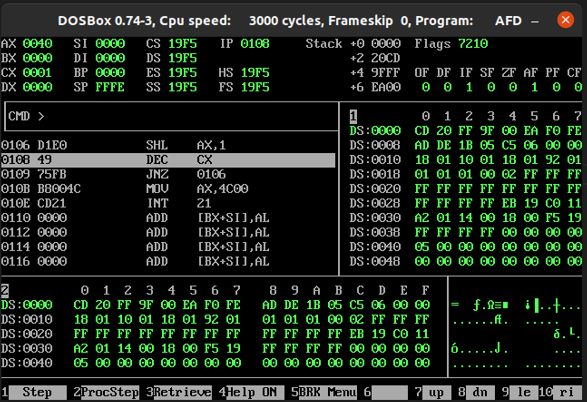 DOSBox 0.74-3, Cpu speed: 3000 cycles, Frameskip 0, Program: AFD
AX 0040 SI 0000 CS 19F5 IP 0108 Stack +0 0000 Flags 7210
BX 0000 DI 0000 DS 19F5 +2 20CD
CX 0001 BP 0000 ES 19F5 HS 19F5 +4 9FFF OF DF IF SF ZF AF PF CF
DX 0000 SP FFFE SS 19F5 FS 19F5 +6 EA00 0 0 1 0 0 1 0 0
CMD >
1 0 1 2 3 4 5 6 7
DS:0000 CD 20 FF 9F 00 EA F0 FE
DS:0008 AD DE 1B 05 C5 06 00 00
DS:0010 18 01 10 01 18 01 92 01
DS:0018 01 01 01 00 02 FF FF FF
DS:0020 FF FF FF FF FF FF FF FF
DS:0028 FF FF FF FF EB 19 C0 11
DS:0030 A2 01 14 00 18 00 F5 19
DS:0038 FF FF FF FF 00 00 00 00
DS:0040 05 00 00 00 00 00 00 00
DS:0048 00 00 00 00 00 00 00 00
0106 D1E0 SHL AX,1
0108 49 DEC CX
0109 75FB JNZ 0106
010B B8004C MOV AX,4C00
010E CD21 INT 21
0110 0000 ADD [BX+SI],AL
0112 0000 ADD [BX+SI],AL
0114 0000 ADD [BX+SI],AL
0116 0000 ADD [BX+SI],AL
2 0 1 2 3 4 5 6 7 8 9 A B C D E F
DS:0000 CD 20 FF 9F 00 EA F0 FE AD DE 1B 05 C5 06 00 00
DS:0010 18 01 10 01 18 01 92 01 01 01 01 00 02 FF FF FF
DS:0020 FF FF FF FF FF FF FF FF FF FF FF FF EB 19 C0 11
DS:0030 A2 01 14 00 18 00 F5 19 FF FF FF FF 00 00 00 00
DS:0040 05 00 00 00 00 00 00 00 00 00 00 00 00 00 00 00
1 Step 2ProcStep 3Retrieve 4Help ON 5BRK Menu 6 7 up 8 dn 9 le 10 ri